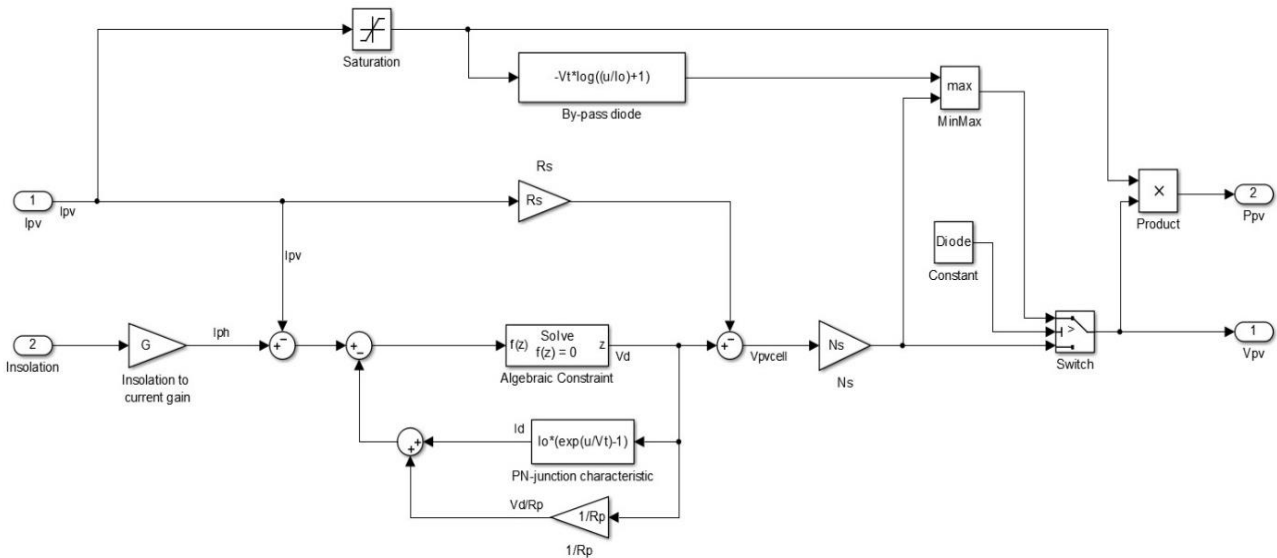 Saturation
-Vt*log((u/Io)+1)
By-pass diode
max
MinMax
Rs
Rs
1
Ipv
Ipv
Ipv
×
Product
2
Ppv
Diode
Constant
2
Insolation
G
Insolation to
current gain
Iph
+
−
+
−
f(z)
Solve
f(z) = 0
z
Algebraic Constraint
Vd
+
−
Vpvcell
Ns
Ns
>
Switch
1
Vpv
+
+
Id
Io*(exp(u/Vt)-1)
PN-junction characteristic
Vd/Rp
1/Rp
1/Rp